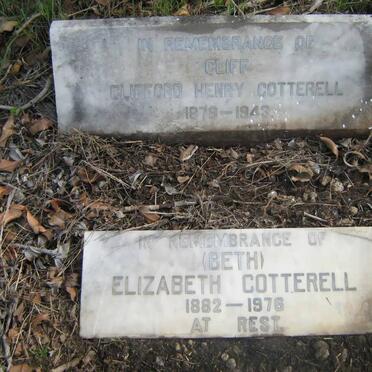 IN REMEMBRANCE OF
CLIFF
CLIFFORD HENRY COTTERELL
1879-1943
IN REMEMBRANCE OF
(BETH)
ELIZABETH COTTERELL
1882-1976
AT REST.